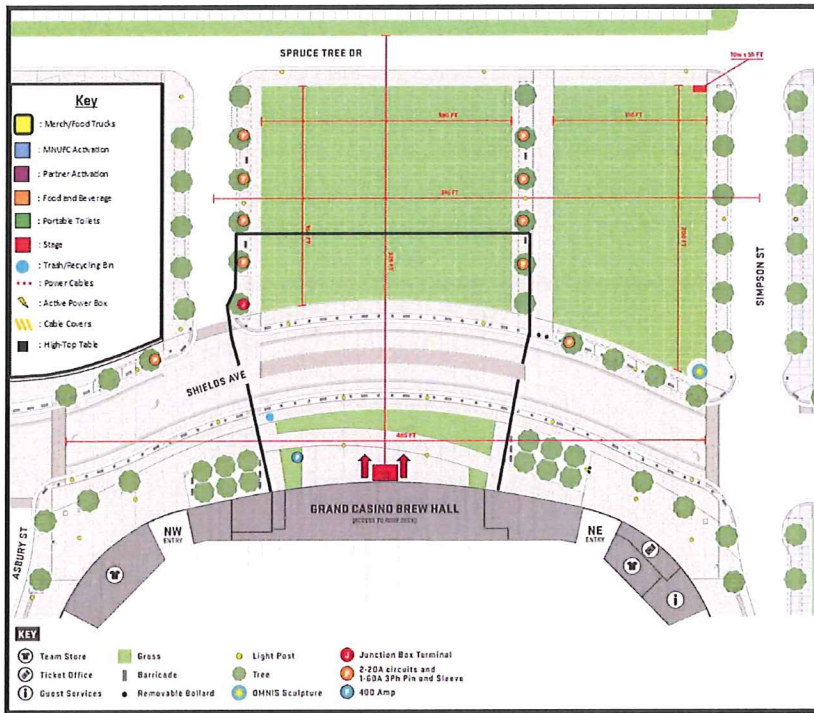 SPRUCE TREE DR
Key
: Merch/Food Trucks
: MNUFC Activation
: Partner Activation
: Food and Beverage
: Portable Toilets
: Stage
: Trash/Recycling Bin
: Power Cables
: Active Power Box
: Cable Covers
: High-Top Table
SIMPSON ST
J
P
P
P
P
P
P
P
P
P
P
SHIELDS AVE
P
GRAND CASINO BREW HALL
NW
ENTRY
NE
ENTRY
ASBURY ST
i
KEY
Team Store
Grass
Light Post
J Junction Box Terminal
Ticket Office
Barricade
Tree
P 2-20A circuits and
1-60A 3Ph Pin and Sleeve
i Guest Services
Removable Bollard
OMNIS Sculpture
P 400 Amp